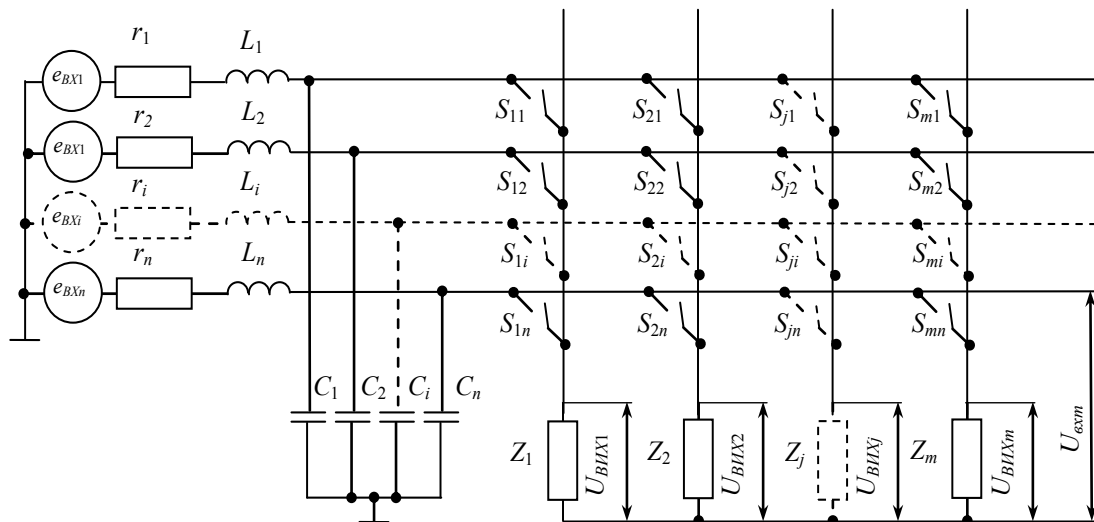 r1
L1
eBX1
S11
S21
Sj1
Sm1
r2
L2
eBX1
S12
S22
Sj2
Sm2
ri
Li
eBXi
S1i
S2i
Sji
Smi
rn
Ln
eBXn
S1n
S2n
Sjn
Smn
C1
C2
Ci
Cn
Z1
UВИХ1
Z2
UВИХ2
Zj
UВИХj
Zm
UВИХm
Uвхm